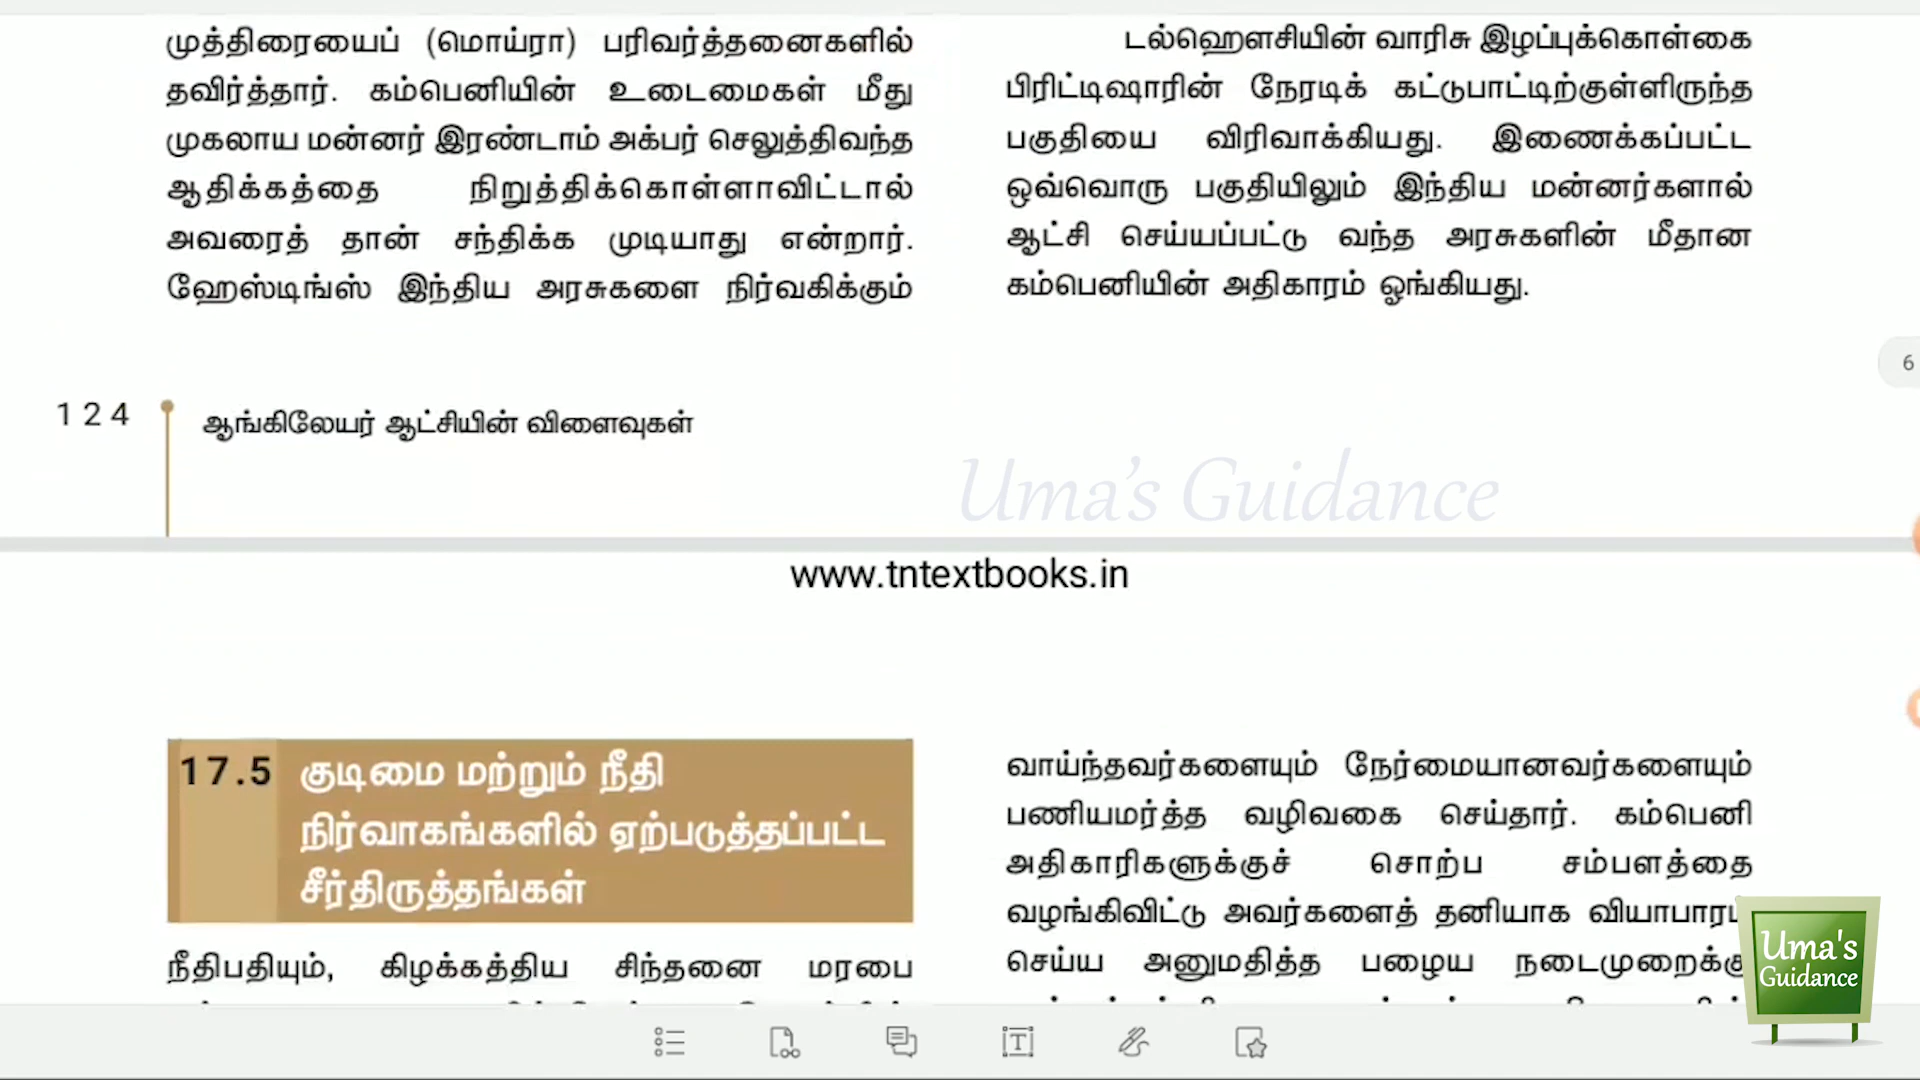 முத்திரையைப் (மொய்ரா) பரிவர்த்தனைகளில்
தவிர்த்தார். கம்பெனியின் உடைமைகள் மீது
முகலாய மன்னர் இரண்டாம் அக்பர் செலுத்திவந்த
ஆதிக்கத்தை நிறுத்திக்கொள்ளாவிட்டால்
அவரைத் தான் சந்திக்க முடியாது என்றார்.
ஹேஸ்டிங்ஸ் இந்திய அரசுகளை நிர்வகிக்கும்
டல்ஹௌசியின் வாரிசு இழப்புக்கொள்கை
பிரிட்டிஷாரின் நேரடிக் கட்டுபாட்டிற்குள்ளிருந்த
பகுதியை விரிவாக்கியது. இணைக்கப்பட்ட
ஒவ்வொரு பகுதியிலும் இந்திய மன்னர்களால்
ஆட்சி செய்யப்பட்டு வந்த அரசுகளின் மீதான
கம்பெனியின் அதிகாரம் ஓங்கியது.
6
124 ஆங்கிலேயர் ஆட்சியின் விளைவுகள்
Uma's Guidance
www.tntextbooks.in
17.5 குடிமை மற்றும் நீதி
நிர்வாகங்களில் ஏற்படுத்தப்பட்ட
சீர்திருத்தங்கள்
நீதிபதியும், கிழக்கத்திய சிந்தனை மரபை
வாய்ந்தவர்களையும் நேர்மையானவர்களையும்
பணியமர்த்த வழிவகை செய்தார். கம்பெனி
அதிகாரிகளுக்குச் சொற்ப சம்பளத்தை
வழங்கிவிட்டு அவர்களைத் தனியாக வியாபாரம்
செய்ய அனுமதித்த பழைய நடைமுறைக்கு
Uma's
Guidance